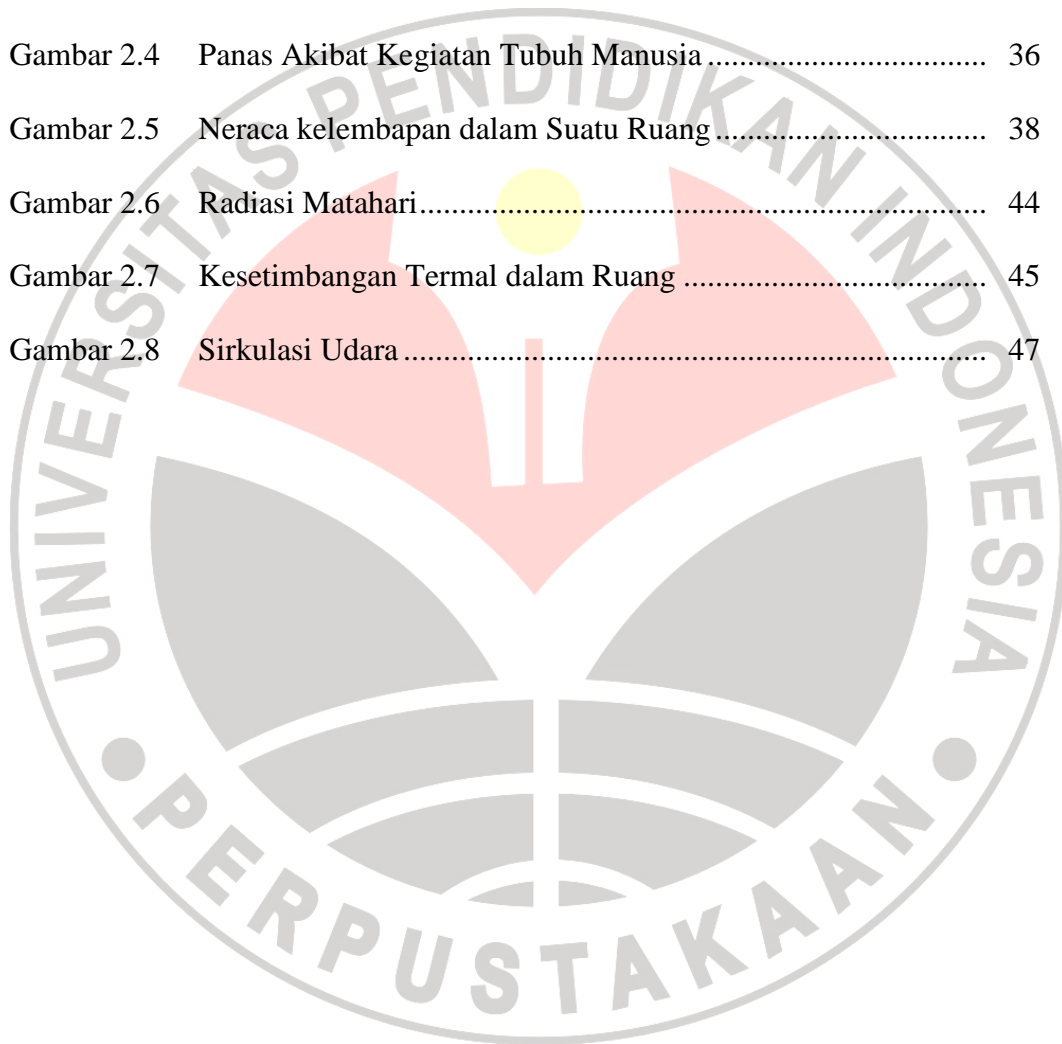 Gambar 2.4 Panas Akibat Kegiatan Tubuh Manusia .................................. 36
Gambar 2.5 Neraca kelembapan dalam Suatu Ruang ................................. 38
Gambar 2.6 Radiasi Matahari ..................................................................... 44
Gambar 2.7 Kesetimbangan Termal dalam Ruang ..................................... 45
Gambar 2.8 Sirkulasi Udara ....................................................................... 47
UNIVERSITAS PENDIDIKAN INDONESIA
PERPUSTAKAAN